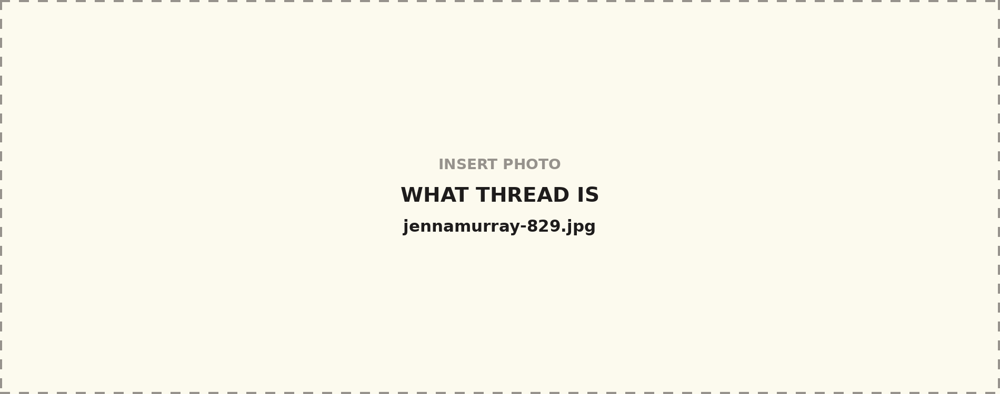 INSERT PHOTO
WHAT THREAD IS
jennamurray-829.jpg